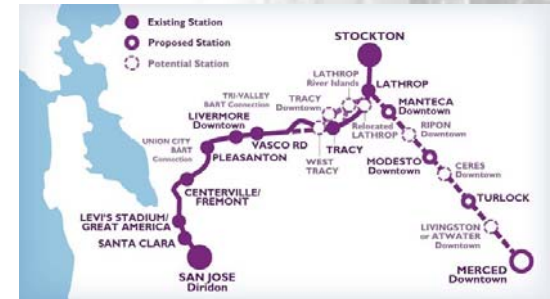 Existing Station
Proposed Station
Potential Station
STOCKTON
LATHROP
River Islands
LATHROP
TRACY
Downtown
MANTECA
Downtown
TRI-VALLEY
BART Connection
LIVERMORE
Downtown
RIPON
Downtown
UNION CITY
BART
Connection
VASCO RD
TRACY
Relocated
LATHROP
PLEASANTON
WEST
TRACY
MODESTO
Downtown
CERES
Downtown
CENTERVILLE/
FREMONT
TURLOCK
LEVI'S STADIUM/
GREAT AMERICA
LIVINGSTON
or ATWATER
Downtown
SANTA CLARA
SAN JOSE
Diridon
MERCED
Downtown